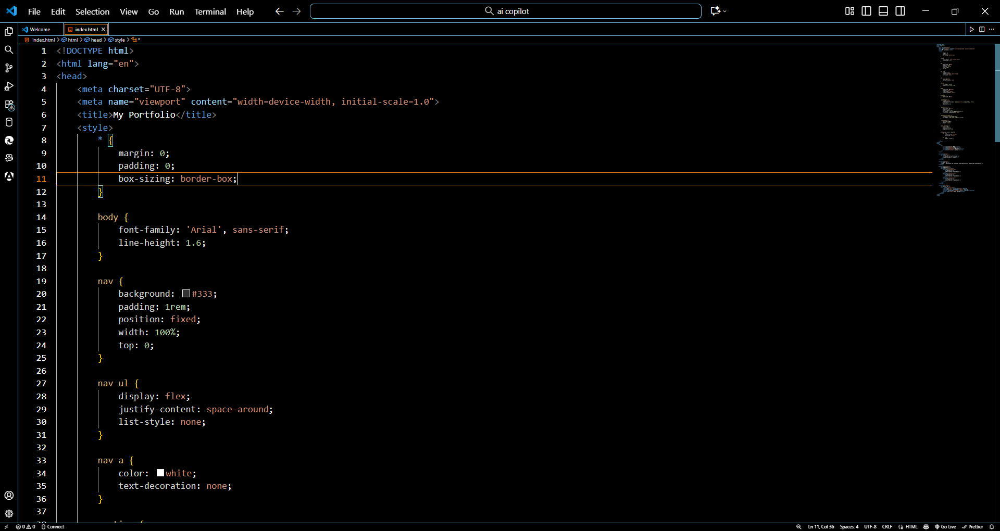 File Edit Selection View Go Run Terminal Help
ai copilot
Welcome
index.html
index.html > html > head > style > *
1 <!DOCTYPE html>
2 <html lang="en">
3 <head>
4 <meta charset="UTF-8">
5 <meta name="viewport" content="width=device-width, initial-scale=1.0">
6 <title>My Portfolio</title>
7 <style>
8 * {
9 margin: 0;
10 padding: 0;
11 box-sizing: border-box;
12 }
13
14 body {
15 font-family: 'Arial', sans-serif;
16 line-height: 1.6;
17 }
18
19 nav {
20 background: #333;
21 padding: 1rem;
22 position: fixed;
23 width: 100%;
24 top: 0;
25 }
26
27 nav ul {
28 display: flex;
29 justify-content: space-around;
30 list-style: none;
31 }
32
33 nav a {
34 color: white;
35 text-decoration: none;
36 }
37
0 0 Connect
Ln 11, Col 36 Spaces: 4 UTF-8 CRLF {} HTML Go Live Prettier